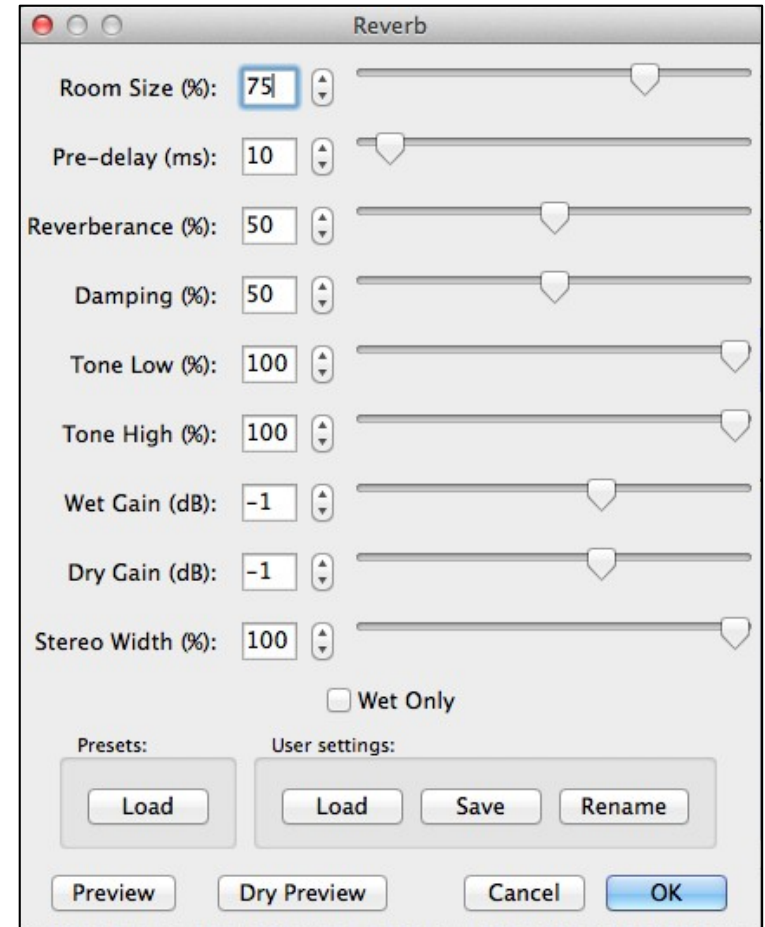 Reverb
Room Size (%): 75
Pre-delay (ms): 10
Reverberance (%): 50
Damping (%): 50
Tone Low (%): 100
Tone High (%): 100
Wet Gain (dB): -1
Dry Gain (dB): -1
Stereo Width (%): 100
Wet Only
Presets: User settings:
Load Load Save Rename
Preview Dry Preview Cancel OK